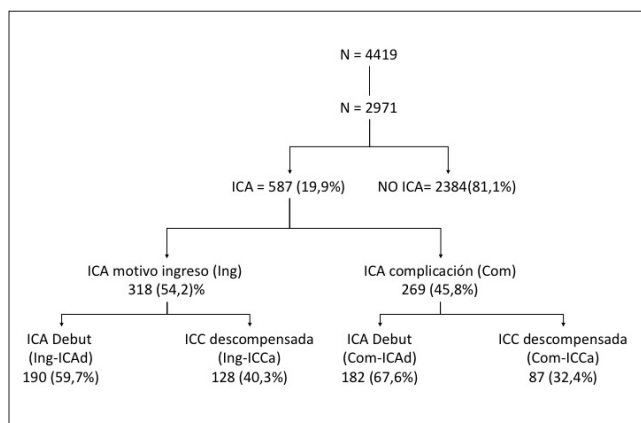 N = 4419
N = 2971
ICA = 587 (19,9%)
NO ICA= 2384(81,1%)
ICA motivo ingreso (Ing)
318 (54,2)%
ICA complicación (Com)
269 (45,8%)
ICA Debut
(Ing-ICAd)
190 (59,7%)
ICC descompensada
(Ing-ICCa)
128 (40,3%)
ICA Debut
(Com-ICAd)
182 (67,6%)
ICC descompensada
(Com-ICCa)
87 (32,4%)